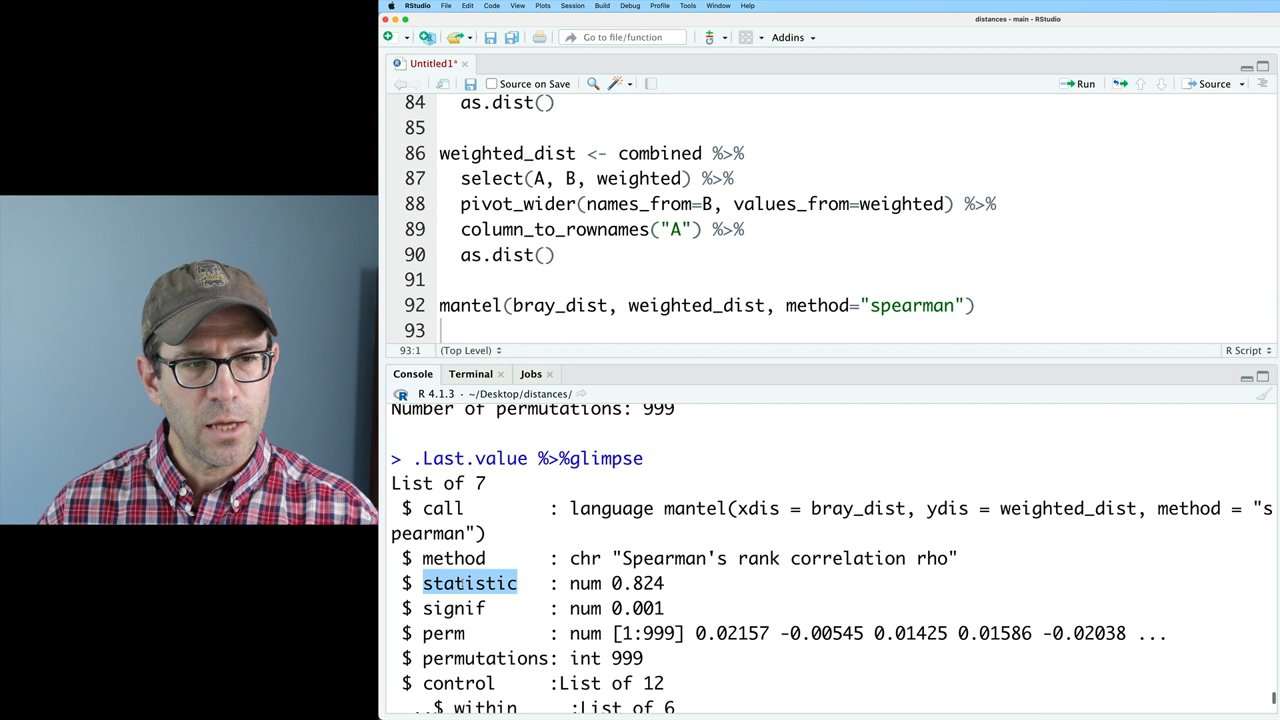 RStudio File Edit Code View Plots Session Build Debug Profile Tools Window Help
distances - main - RStudio
Go to file/function Addins
Untitled1*
Source on Save Run Source
84 as.dist()
85
86 weighted_dist <- combined %>%
87 select(A, B, weighted) %>%
88 pivot_wider(names_from=B, values_from=weighted) %>%
89 column_to_rownames("A") %>%
90 as.dist()
91
92 mantel(bray_dist, weighted_dist, method="spearman")
93
93:1 (Top Level) R Script
Console Terminal Jobs
R 4.1.3 · ~/Desktop/distances/
Number of permutations: 999
> .Last.value %>%glimpse
List of 7
$ call : language mantel(xdis = bray_dist, ydis = weighted_dist, method = "s
pearman")
$ method : chr "Spearman's rank correlation rho"
$ statistic : num 0.824
$ signif : num 0.001
$ perm : num [1:999] 0.02157 -0.00545 0.01425 0.01586 -0.02038 ...
$ permutations: int 999
$ control :List of 12
..$ within :List of 6